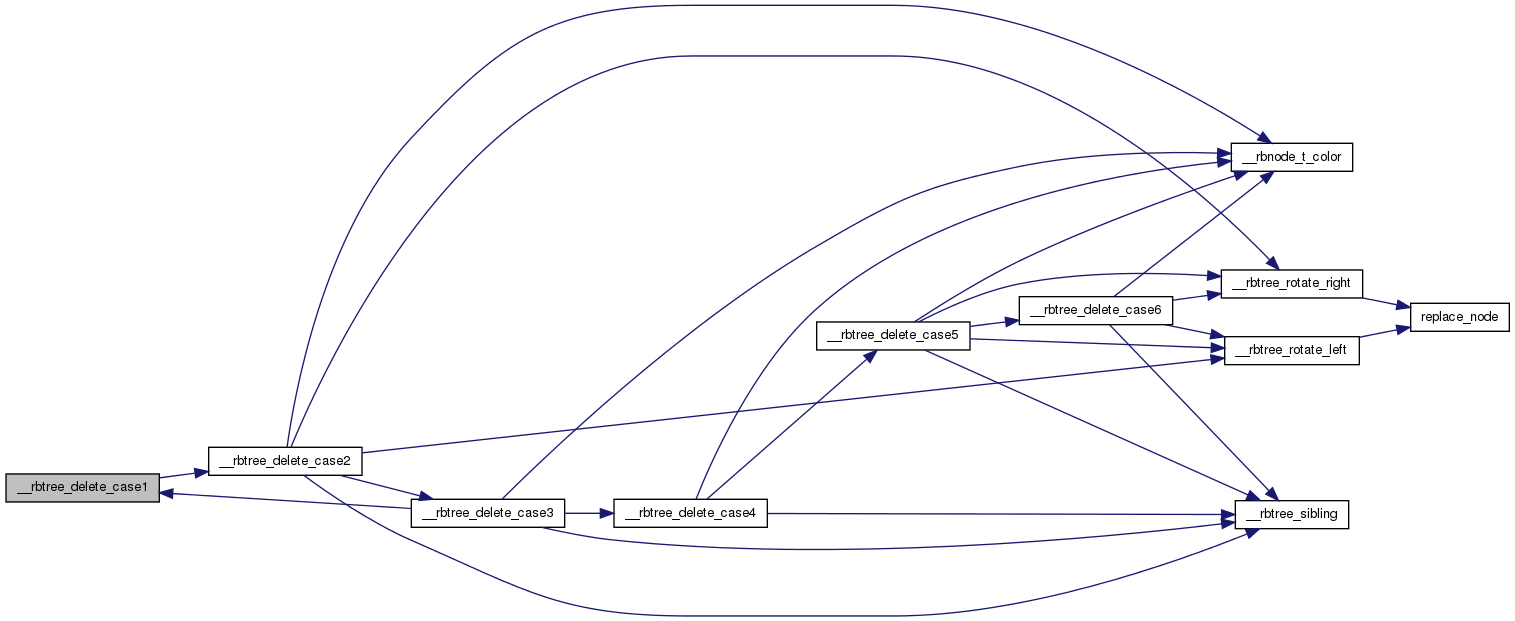 __rbnode_t_color
__rbtree_rotate_right
__rbtree_delete_case6
replace_node
__rbtree_delete_case5
__rbtree_rotate_left
__rbtree_delete_case2
__rbtree_delete_case1
__rbtree_delete_case3
__rbtree_delete_case4
__rbtree_sibling